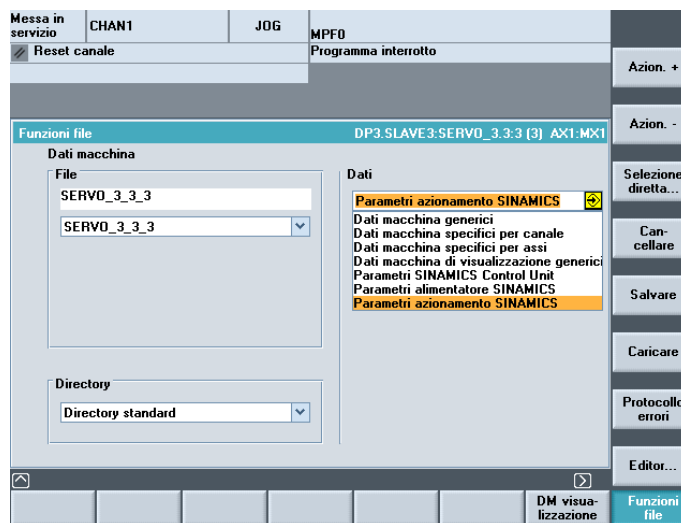 Messa in
servizio
CHAN1
JOG
MPF0
Reset canale
Programma interrotto
Azion. +
Azion. -
Funzioni file
DP3.SLAVE3:SERVO_3.3:3 (3) AX1:MX1
Dati macchina
File
SERVO_3_3_3
SERVO_3_3_3
Dati
Parametri azionamento SINAMICS
Dati macchina generici
Dati macchina specifici per canale
Dati macchina specifici per assi
Dati macchina di visualizzazione generici
Parametri SINAMICS Control Unit
Parametri alimentatore SINAMICS
Parametri azionamento SINAMICS
Directory
Directory standard
Selezione
diretta...
Can-
cellare
Salvare
Caricare
Protocollo
errori
Editor...
DM visua-
lizzazione
Funzioni
file